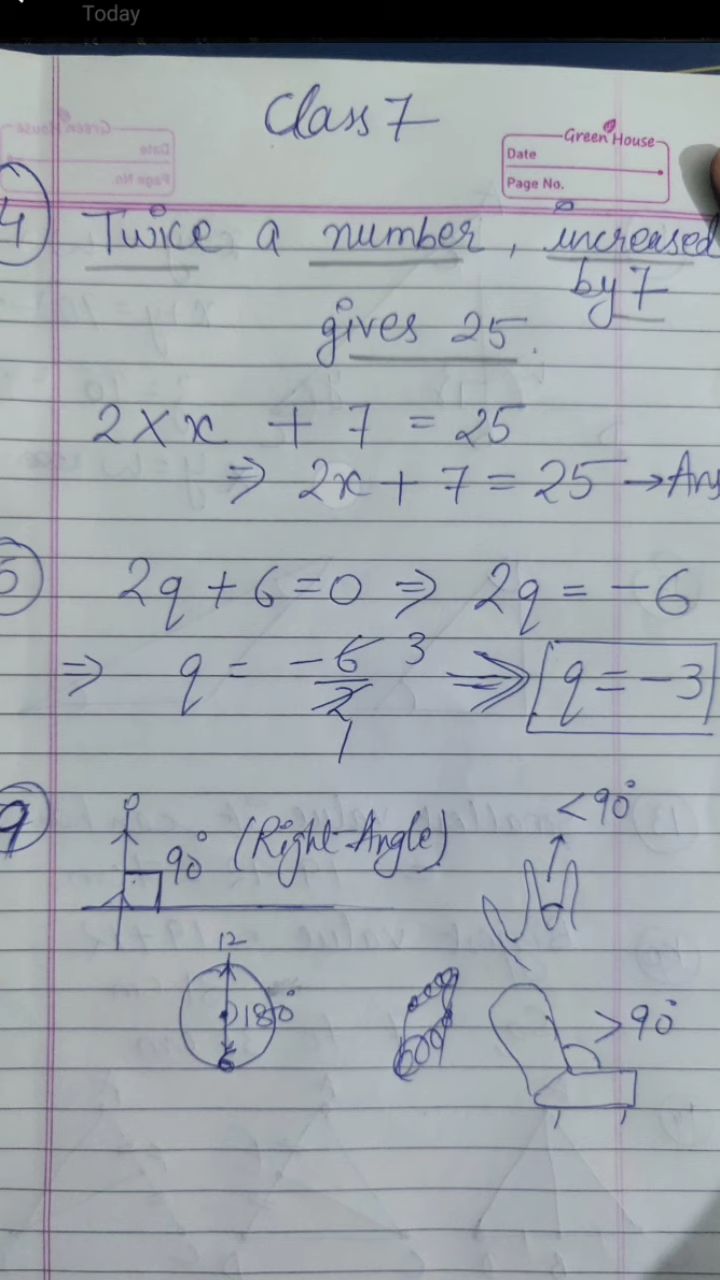 Today
Class 7
Green House
Date
Page No.
4 Twice a number, increased
by 7
gives 25.
2 × x + 7 = 25
⇒ 2x + 7 = 25 → Ans
5 2q + 6 = 0 ⇒ 2q = -6
⇒ q = -6/2 3 1 ⇒ q = -3
9 90° (Right Angle) <90°
12
180°
6
>90°